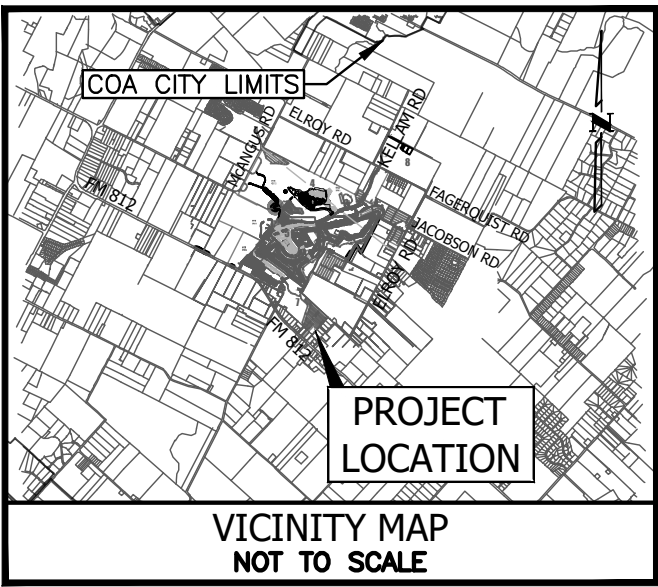 COA CITY LIMITS
ELROY RD
MCANGUS RD
KELLAM RD
N
8
FM 812
FAGERQUIST RD
JACOBSON RD
ELROY RD
FM 812
PROJECT
LOCATION
VICINITY MAP
NOT TO SCALE